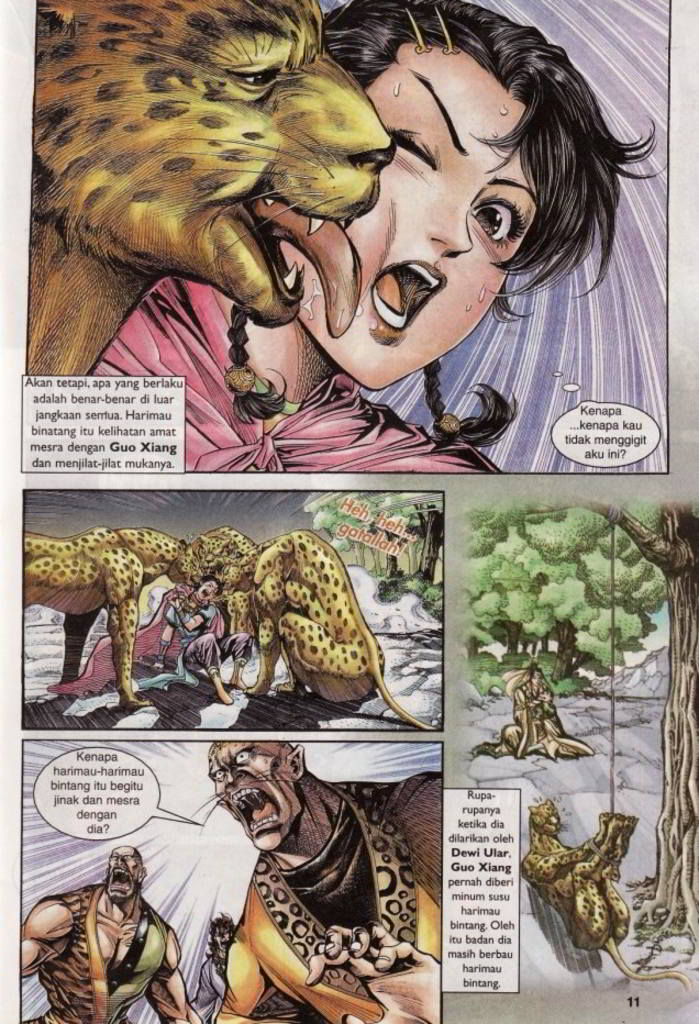 Akan tetapi, apa yang berlaku
adalah benar-benar di luar
jangkaan semua. Harimau
binatang itu kelihatan amat
mesra dengan Guo Xiang
dan menjilat-jilat mukanya.
Kenapa
...kenapa kau
tidak menggigit
aku ini?
Heh, heh...
gatallah!
Kenapa
harimau-harimau
bintang itu begitu
jinak dan mesra
dengan
dia?
Rupa-
rupanya
ketika dia
dilarikan oleh
Dewi Ular,
Guo Xiang
pernah diberi
minum susu
harimau
bintang. Oleh
itu badan dia
masih berbau
harimau
bintang.
11